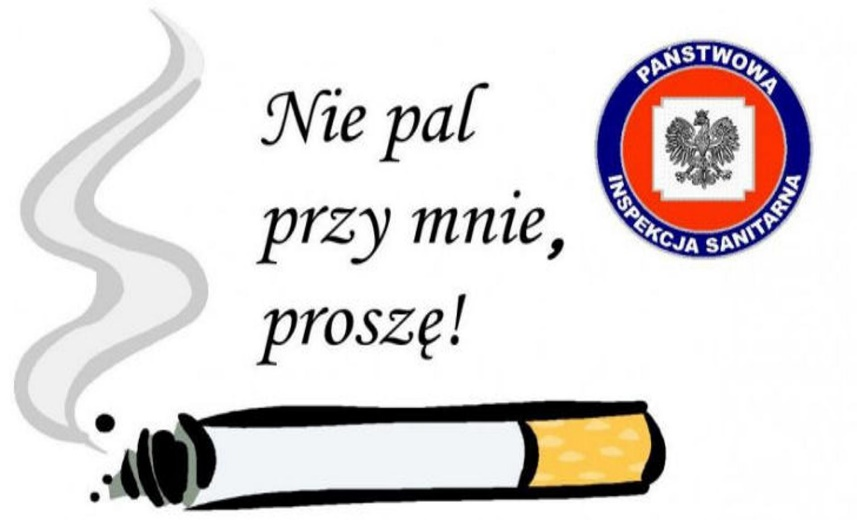 Nie pal
przy mnie,
proszę!
PAŃSTWOWA
INSPEKCJA SANITARNA